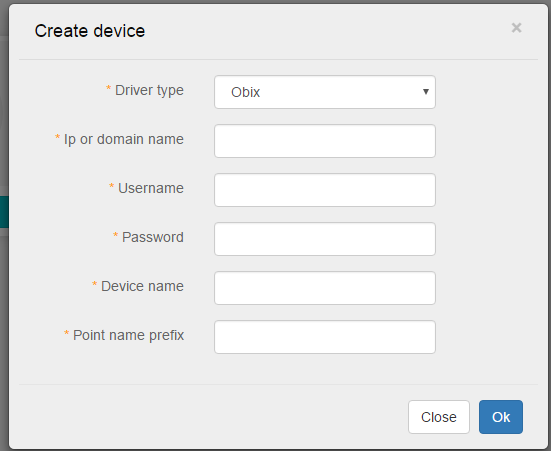 Create device ×
* Driver type Obix
* Ip or domain name
* Username
* Password
* Device name
* Point name prefix
Close Ok